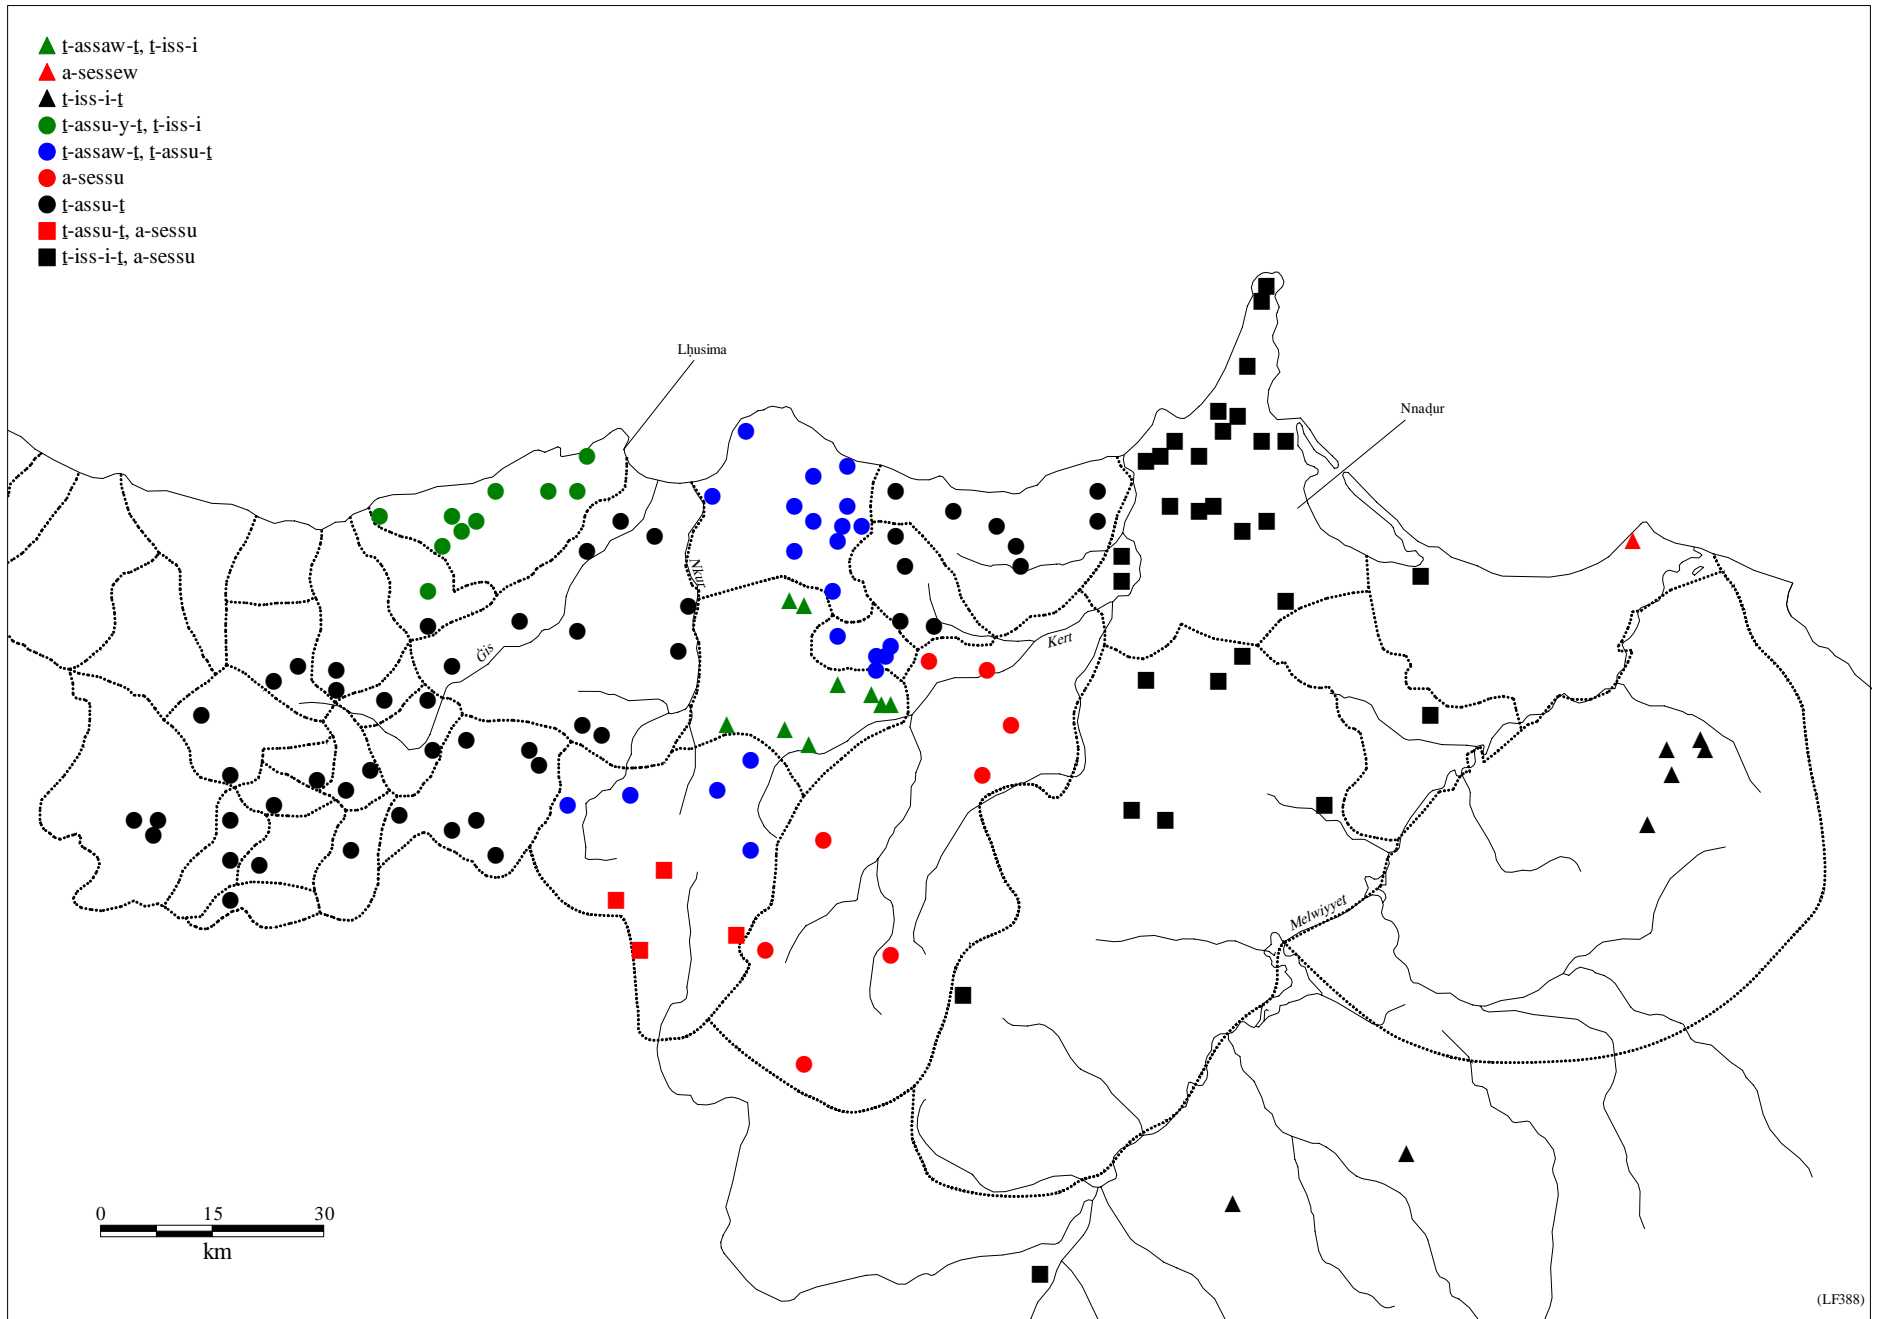 ṯ-assaw-ṯ, ṯ-iss-i
a-sessew
ṯ-iss-i-ṯ
ṯ-assu-y-ṯ, ṯ-iss-i
ṯ-assaw-ṯ, ṯ-assu-ṯ
a-sessu
ṯ-assu-ṯ
ṯ-assu-ṯ, a-sessu
ṯ-iss-i-ṯ, a-sessu
Lḥusima
Nnaḍur
Nkur
Kert
Ġis
Melwiyyet
0 15 30
km
(LF388)